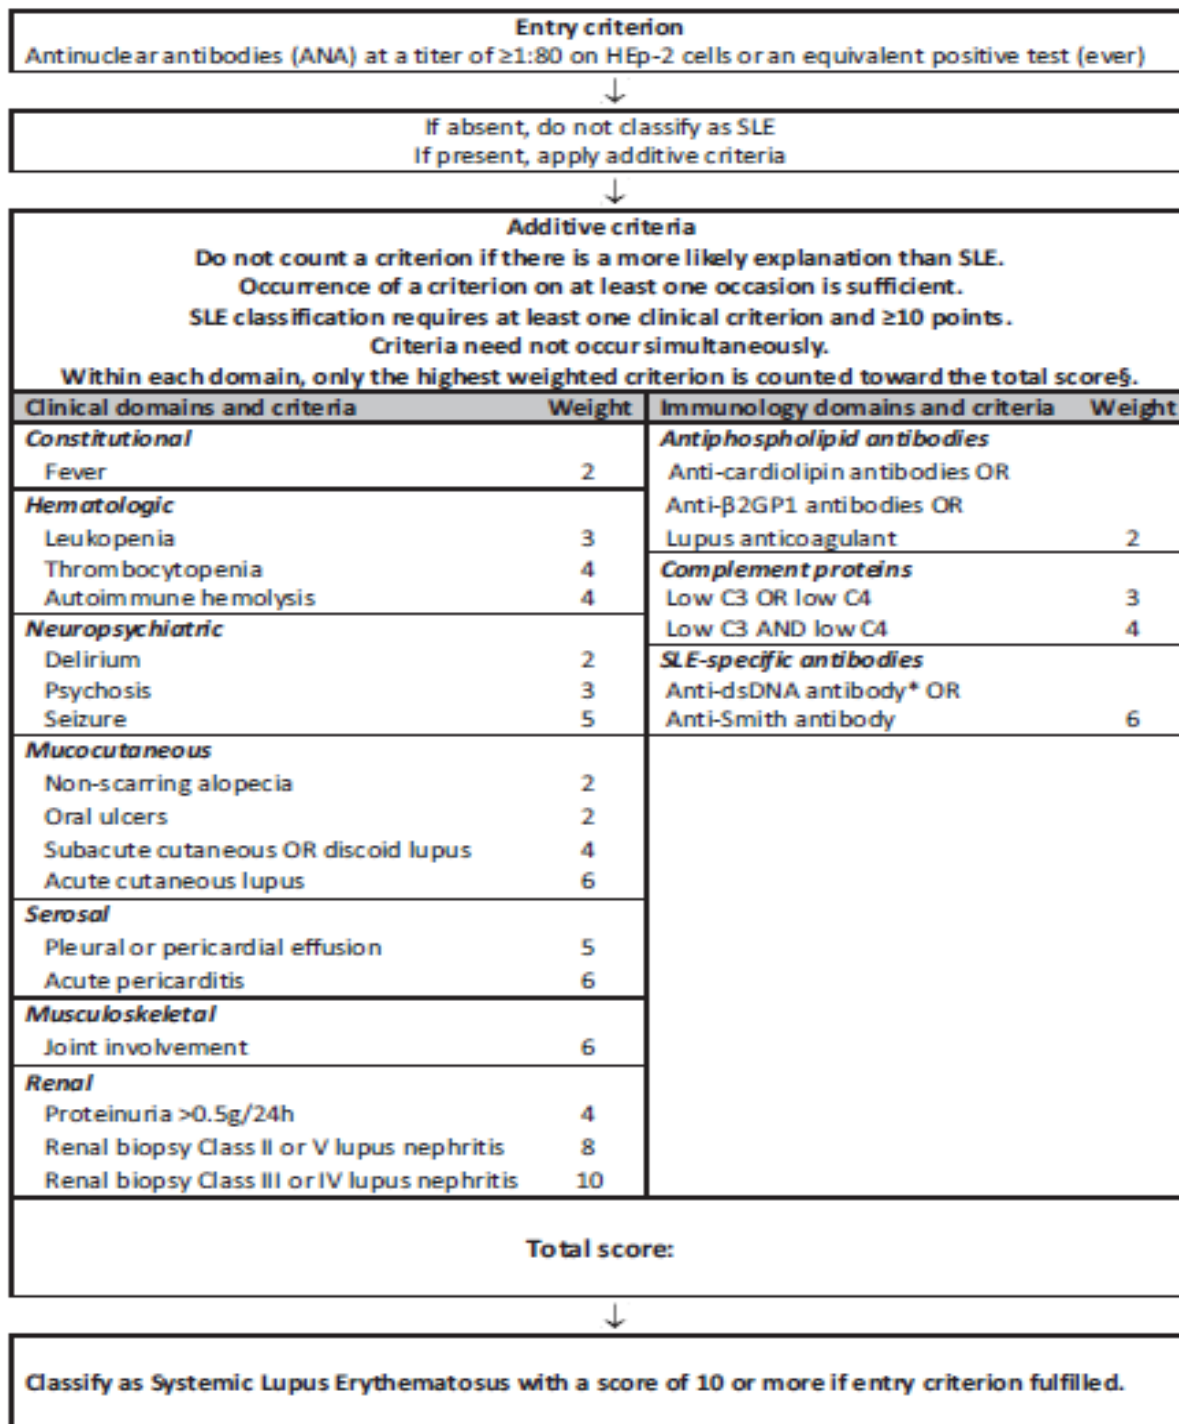 Entry criterion
Antinuclear antibodies (ANA) at a titer of ≥1:80 on HEp-2 cells or an equivalent positive test (ever)
↓
If absent, do not classify as SLE
If present, apply additive criteria
↓
Additive criteria
Do not count a criterion if there is a more likely explanation than SLE.
Occurrence of a criterion on at least one occasion is sufficient.
SLE classification requires at least one clinical criterion and ≥10 points.
Criteria need not occur simultaneously.
Within each domain, only the highest weighted criterion is counted toward the total score§.
Clinical domains and criteria Weight
Constitutional
Fever 2
Hematologic
Leukopenia 3
Thrombocytopenia 4
Autoimmune hemolysis 4
Neuropsychiatric
Delirium 2
Psychosis 3
Seizure 5
Mucocutaneous
Non-scarring alopecia 2
Oral ulcers 2
Subacute cutaneous OR discoid lupus 4
Acute cutaneous lupus 6
Serosal
Pleural or pericardial effusion 5
Acute pericarditis 6
Musculoskeletal
Joint involvement 6
Renal
Proteinuria >0.5g/24h 4
Renal biopsy Class II or V lupus nephritis 8
Renal biopsy Class III or IV lupus nephritis 10
Immunology domains and criteria Weight
Antiphospholipid antibodies
Anti-cardiolipin antibodies OR
Anti-β2GP1 antibodies OR
Lupus anticoagulant 2
Complement proteins
Low C3 OR low C4 3
Low C3 AND low C4 4
SLE-specific antibodies
Anti-dsDNA antibody* OR
Anti-Smith antibody 6
Total score:
↓
Classify as Systemic Lupus Erythematosus with a score of 10 or more if entry criterion fulfilled.